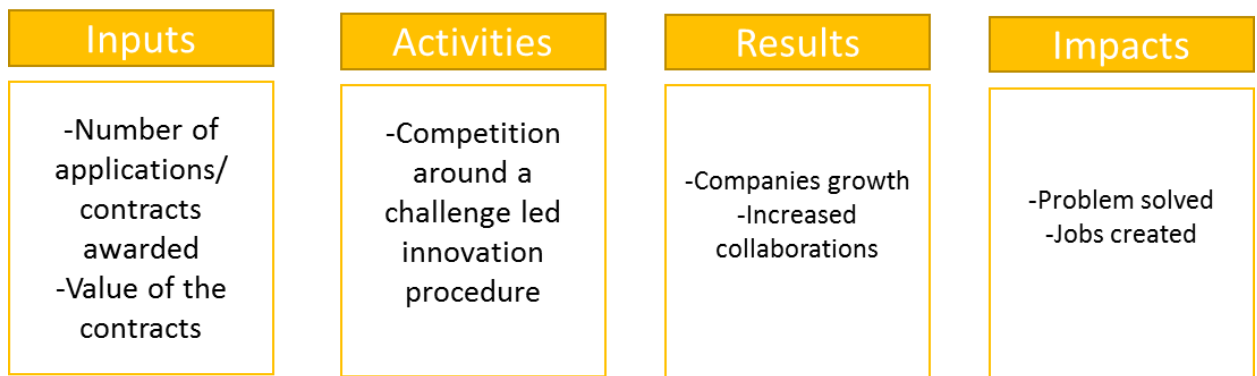 Inputs
-Number of
applications/
contracts
awarded
-Value of the
contracts
Activities
-Competition
around a
challenge led
innovation
procedure
Results
-Companies growth
-Increased
collaborations
Impacts
-Problem solved
-Jobs created